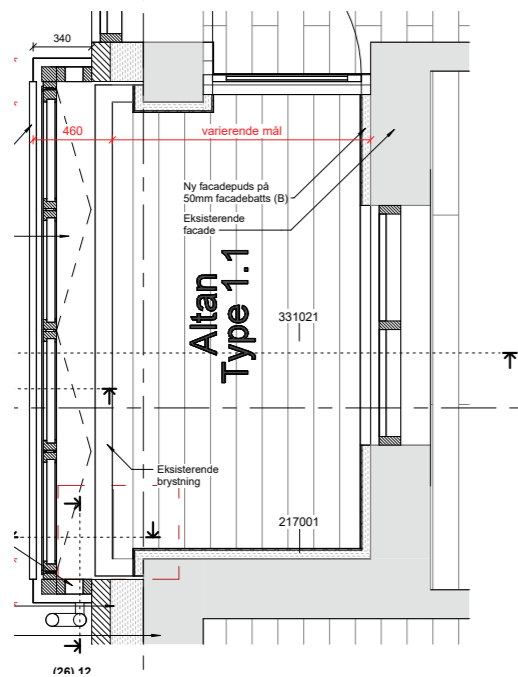 340
460
varierende mål
Ny facadepuds på
50mm facadebatts (B)
Eksisterende
facade
Altan
Type 1.1
331021
Eksisterende
brystning
217001
(26) 12